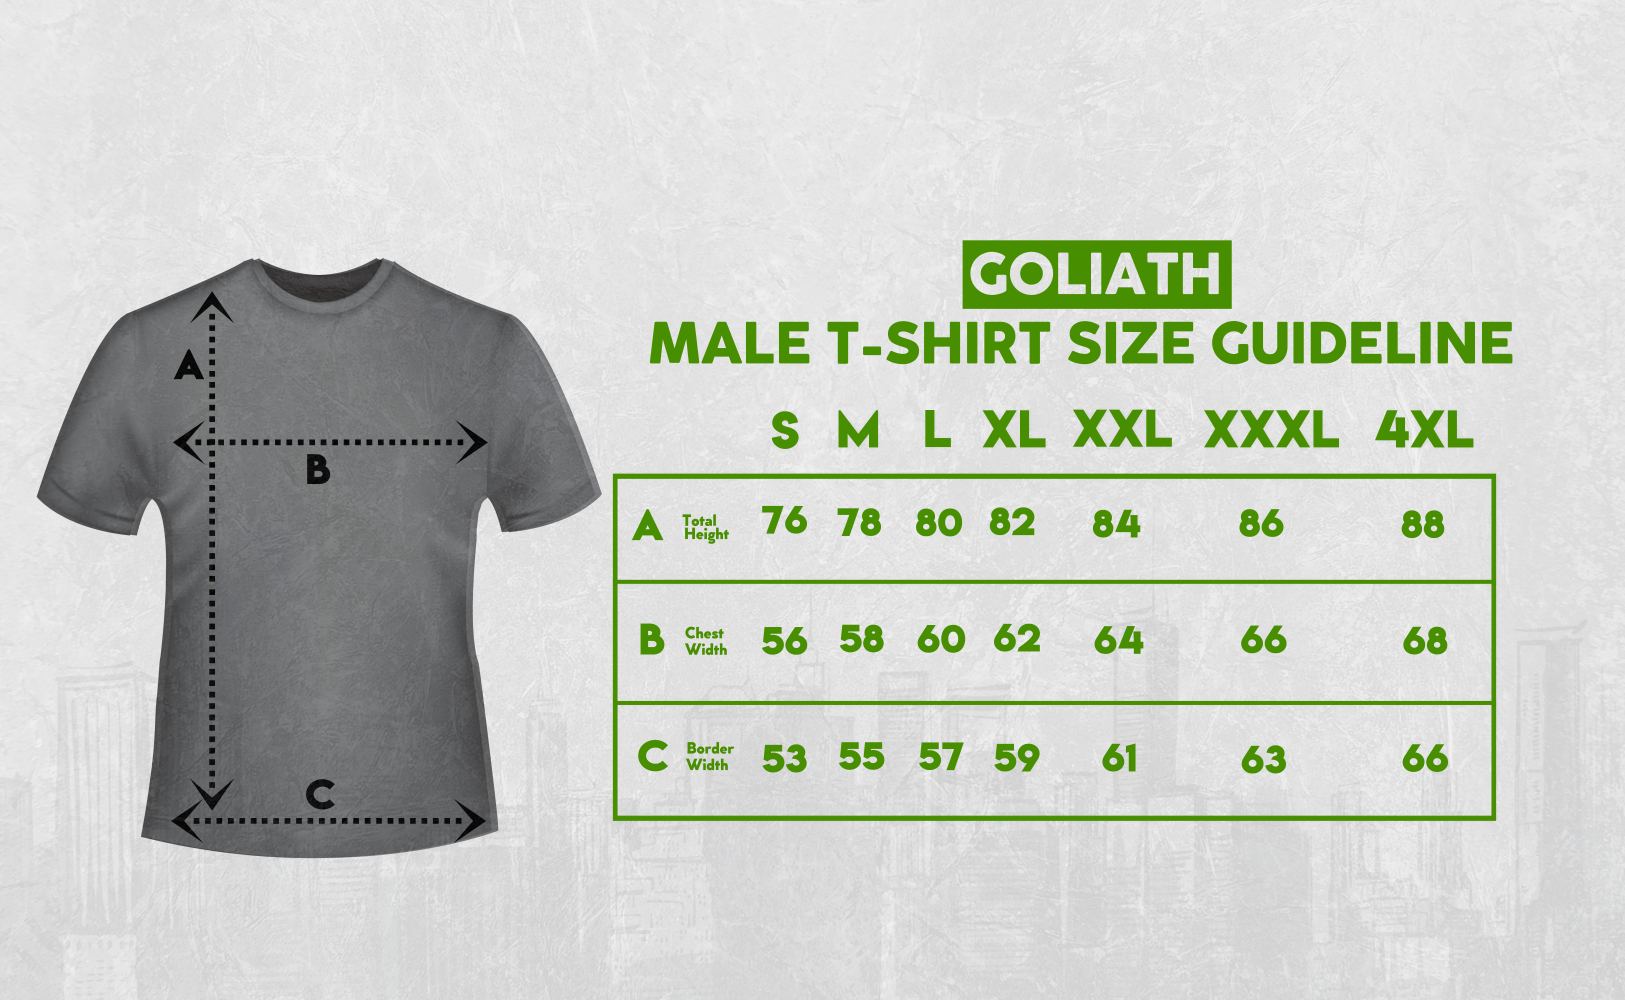 GOLIATH
MALE T-SHIRT SIZE GUIDELINE
S M L XL XXL XXXL 4XL
A Total Height 76 78 80 82 84 86 88
B Chest Width 56 58 60 62 64 66 68
C Border Width 53 55 57 59 61 63 66
A
B
C